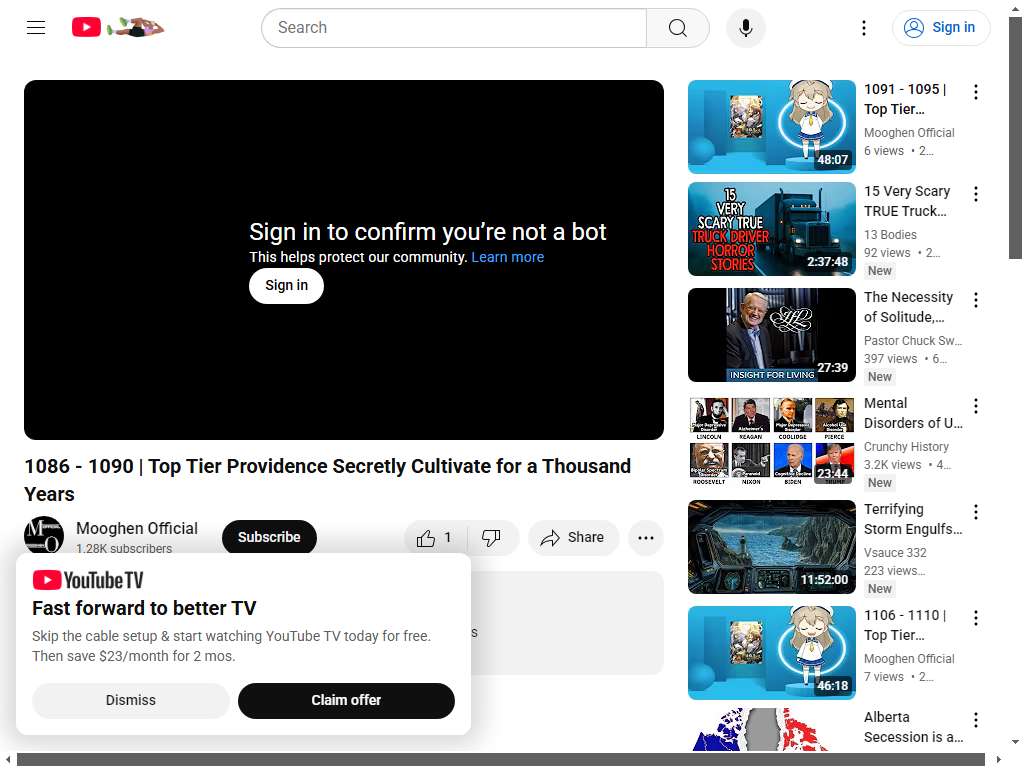 Search
Sign in
Sign in to confirm you’re not a bot
This helps protect our community. Learn more
Sign in
1086 - 1090 | Top Tier Providence Secretly Cultivate for a Thousand
Years
Mooghen Official
1.28K subscribers
Subscribe
1
Share
YouTube TV
Fast forward to better TV
Skip the cable setup & start watching YouTube TV today for free.
Then save $23/month for 2 mos.
Dismiss
Claim offer
48:07
1091 - 1095 |
Top Tier…
Mooghen Official
6 views • 2…
15
VERY
SCARY TRUE
TRUCK DRIVER
HORROR
STORIES
2:37:48
15 Very Scary
TRUE Truck…
13 Bodies
92 views • 2…
New
INSIGHT FOR LIVING
27:39
The Necessity
of Solitude,…
Pastor Chuck Sw…
397 views • 6…
New
LINCOLN REAGAN COOLIDGE PIERCE
ROOSEVELT NIXON BIDEN TRUMP
23:44
Mental
Disorders of U…
Crunchy History
3.2K views • 4…
New
11:52:00
Terrifying
Storm Engulfs…
Vsauce 332
223 views…
New
46:18
1106 - 1110 |
Top Tier…
Mooghen Official
7 views • 2…
Alberta
Secession is a…